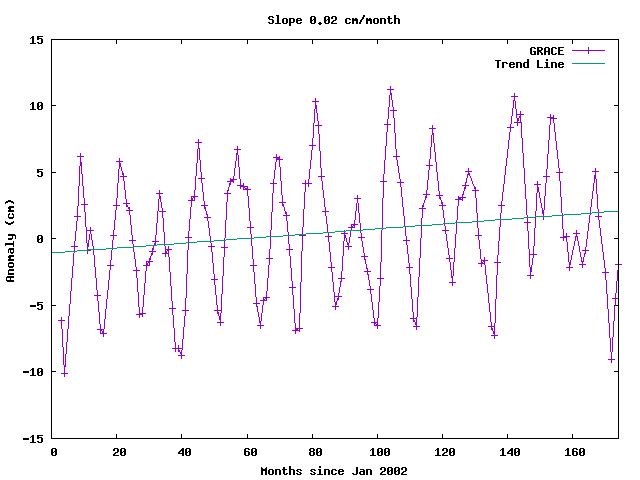 Slope 0.02 cm/month
GRACE
Trend Line
15
10
5
0
-5
-10
-15
Anomaly (cm)
0 20 40 60 80 100 120 140 160
Months since Jan 2002